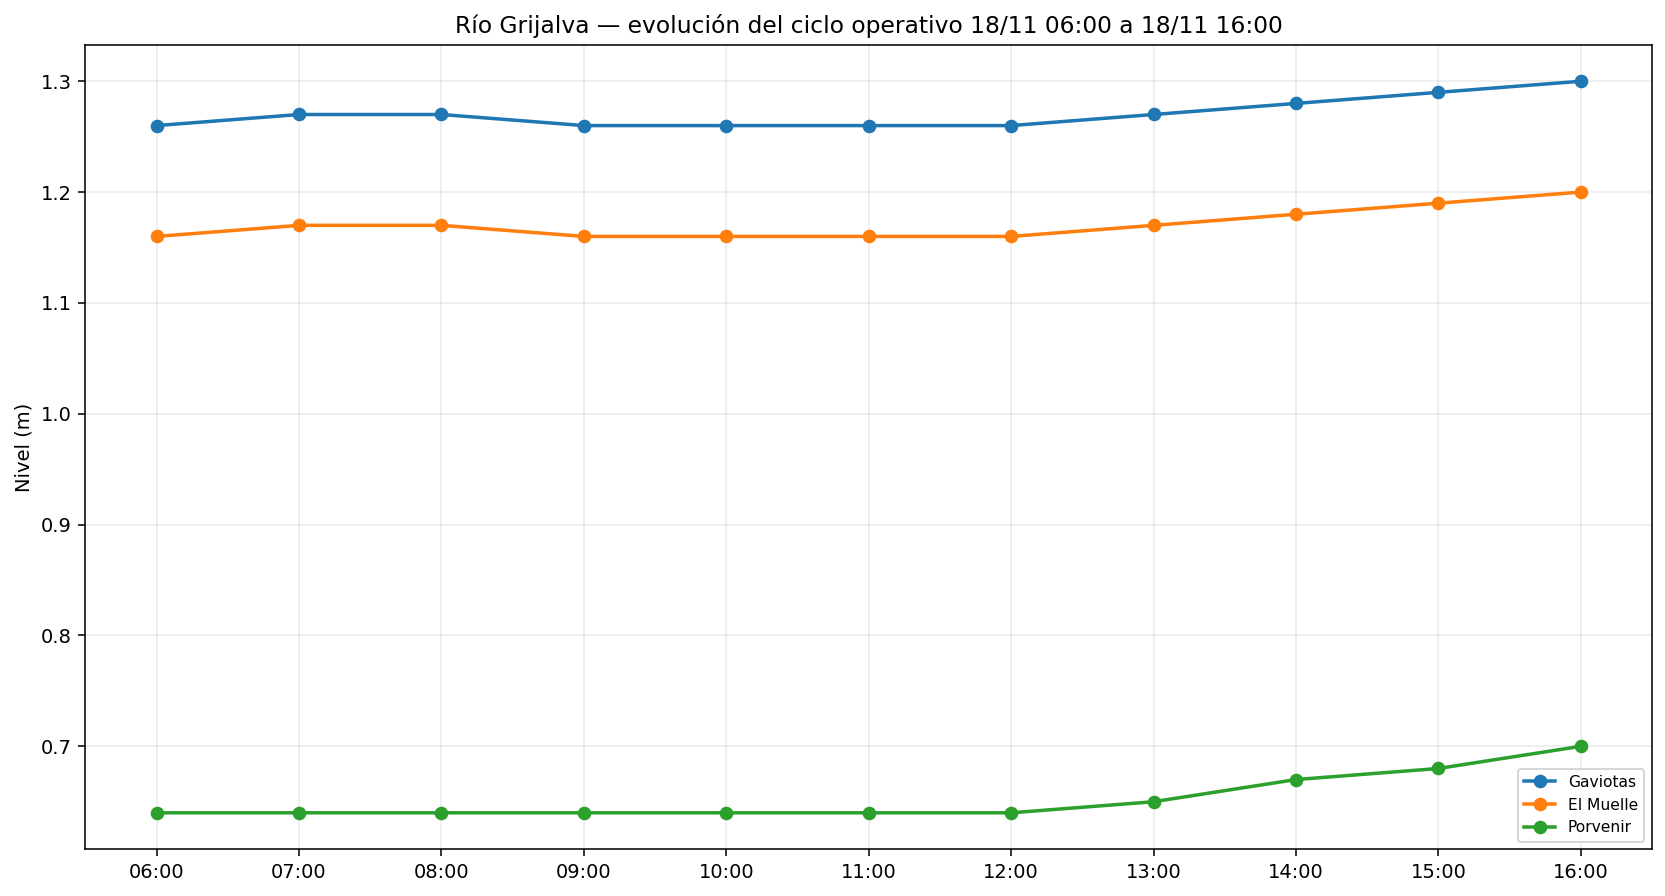 Río Grijalva — evolución del ciclo operativo 18/11 06:00 a 18/11 16:00
Nivel (m)
1.3
1.2
1.1
1.0
0.9
0.8
0.7
Gaviotas
El Muelle
Porvenir
06:00 07:00 08:00 09:00 10:00 11:00 12:00 13:00 14:00 15:00 16:00